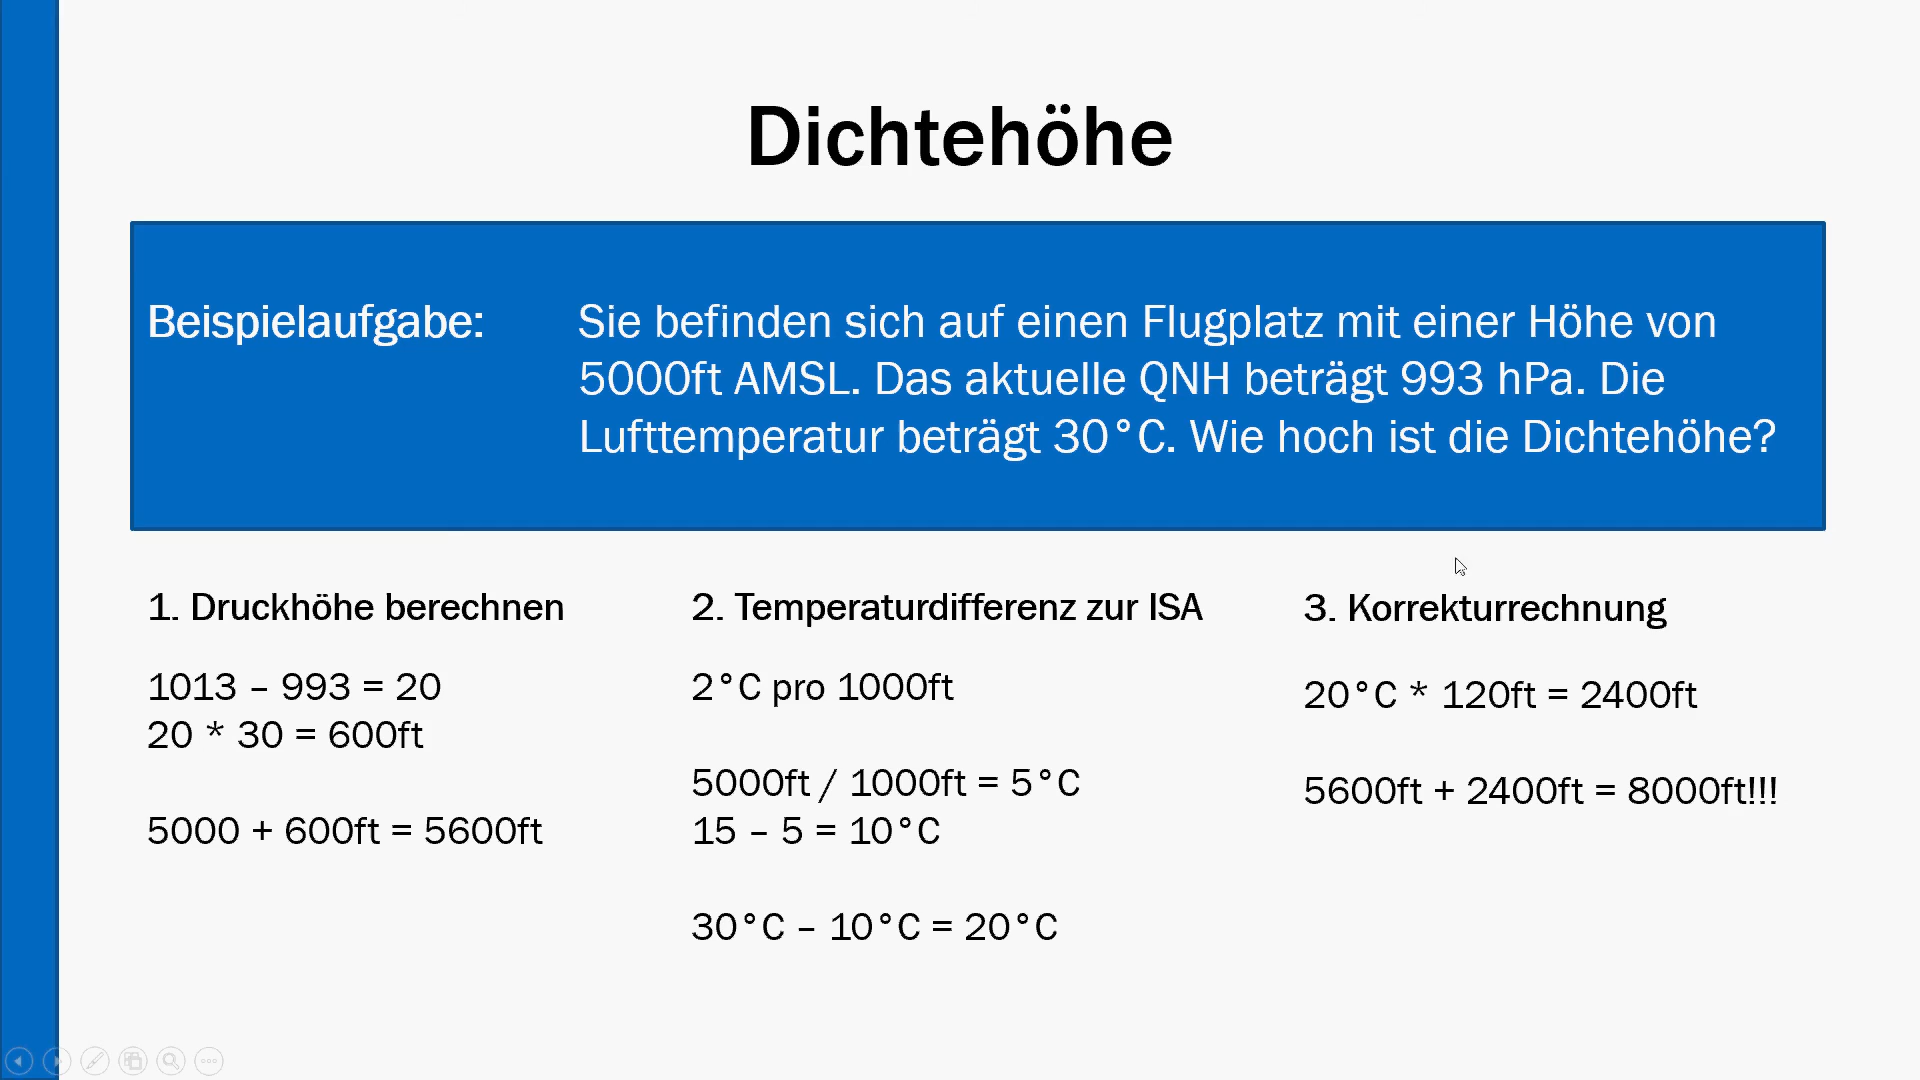 Dichtehöhe
Beispielaufgabe:
Sie befinden sich auf einen Flugplatz mit einer Höhe von
5000ft AMSL. Das aktuelle QNH beträgt 993 hPa. Die
Lufttemperatur beträgt 30°C. Wie hoch ist die Dichtehöhe?
1. Druckhöhe berechnen
1013 – 993 = 20
20 * 30 = 600ft
5000 + 600ft = 5600ft
2. Temperaturdifferenz zur ISA
2°C pro 1000ft
5000ft / 1000ft = 5°C
15 – 5 = 10°C
30°C – 10°C = 20°C
3. Korrekturrechnung
20°C * 120ft = 2400ft
5600ft + 2400ft = 8000ft!!!